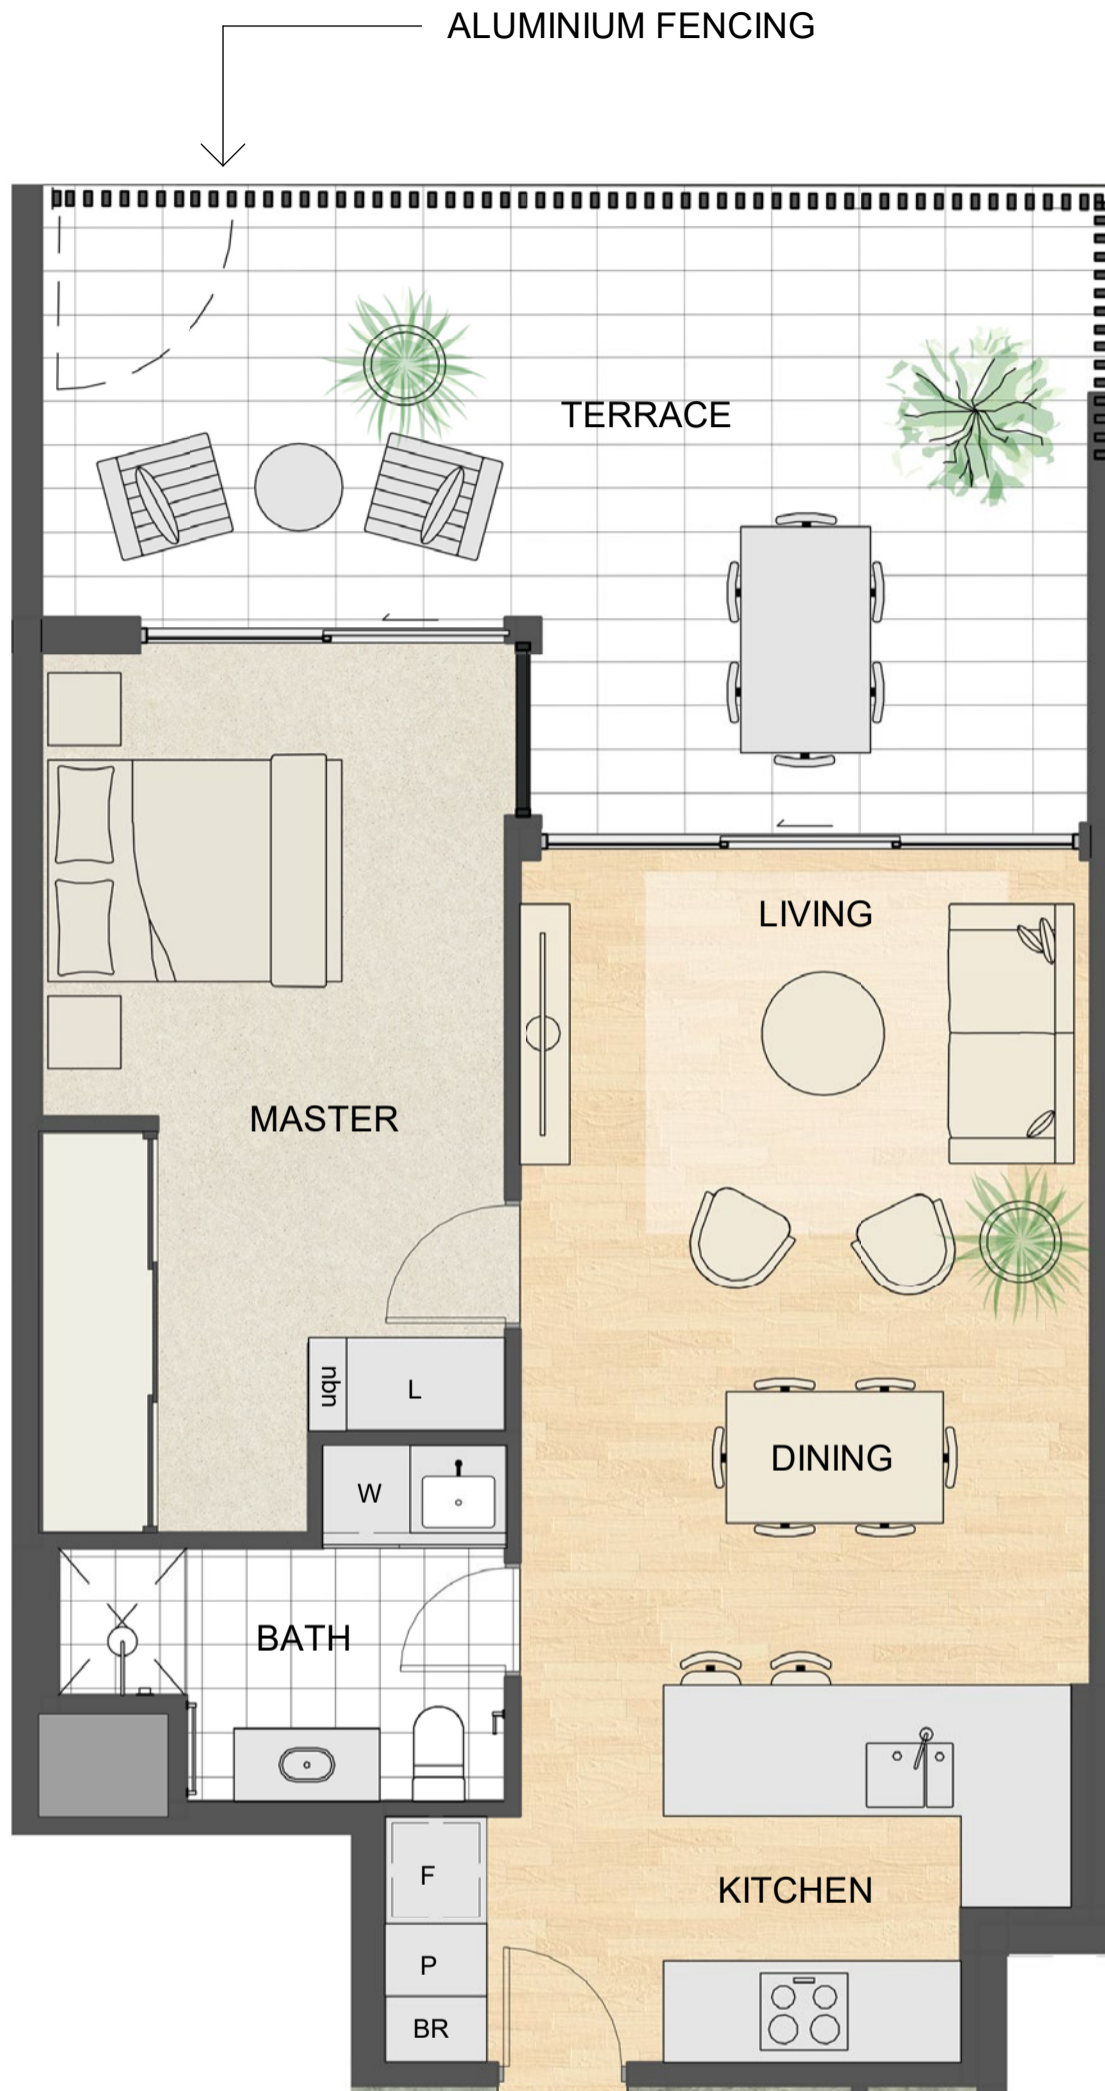 ALUMINIUM FENCING
TERRACE
LIVING
MASTER
nbn
L
DINING
W
BATH
F
KITCHEN
P
BR